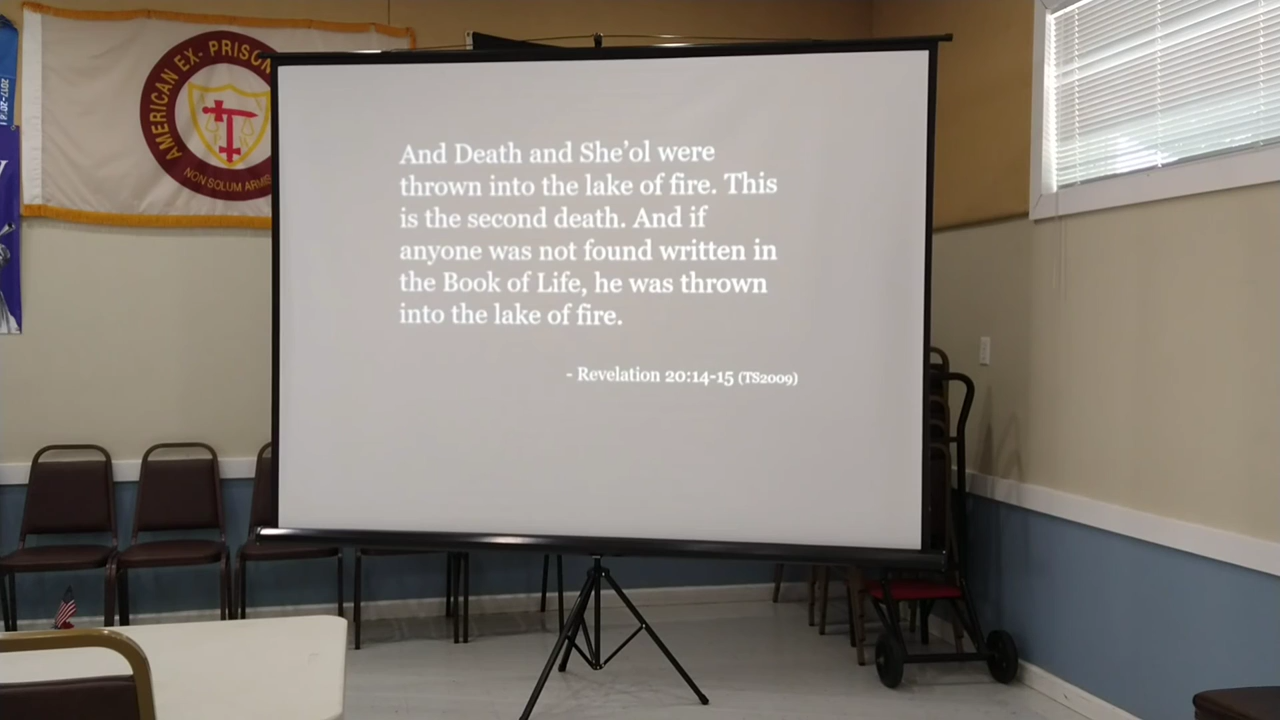 2017-2018
AMERICAN EX-PRISON
NON SOLUM ARMIS
And Death and She’ol were
thrown into the lake of fire. This
is the second death. And if
anyone was not found written in
the Book of Life, he was thrown
into the lake of fire.
- Revelation 20:14-15 (TS2009)